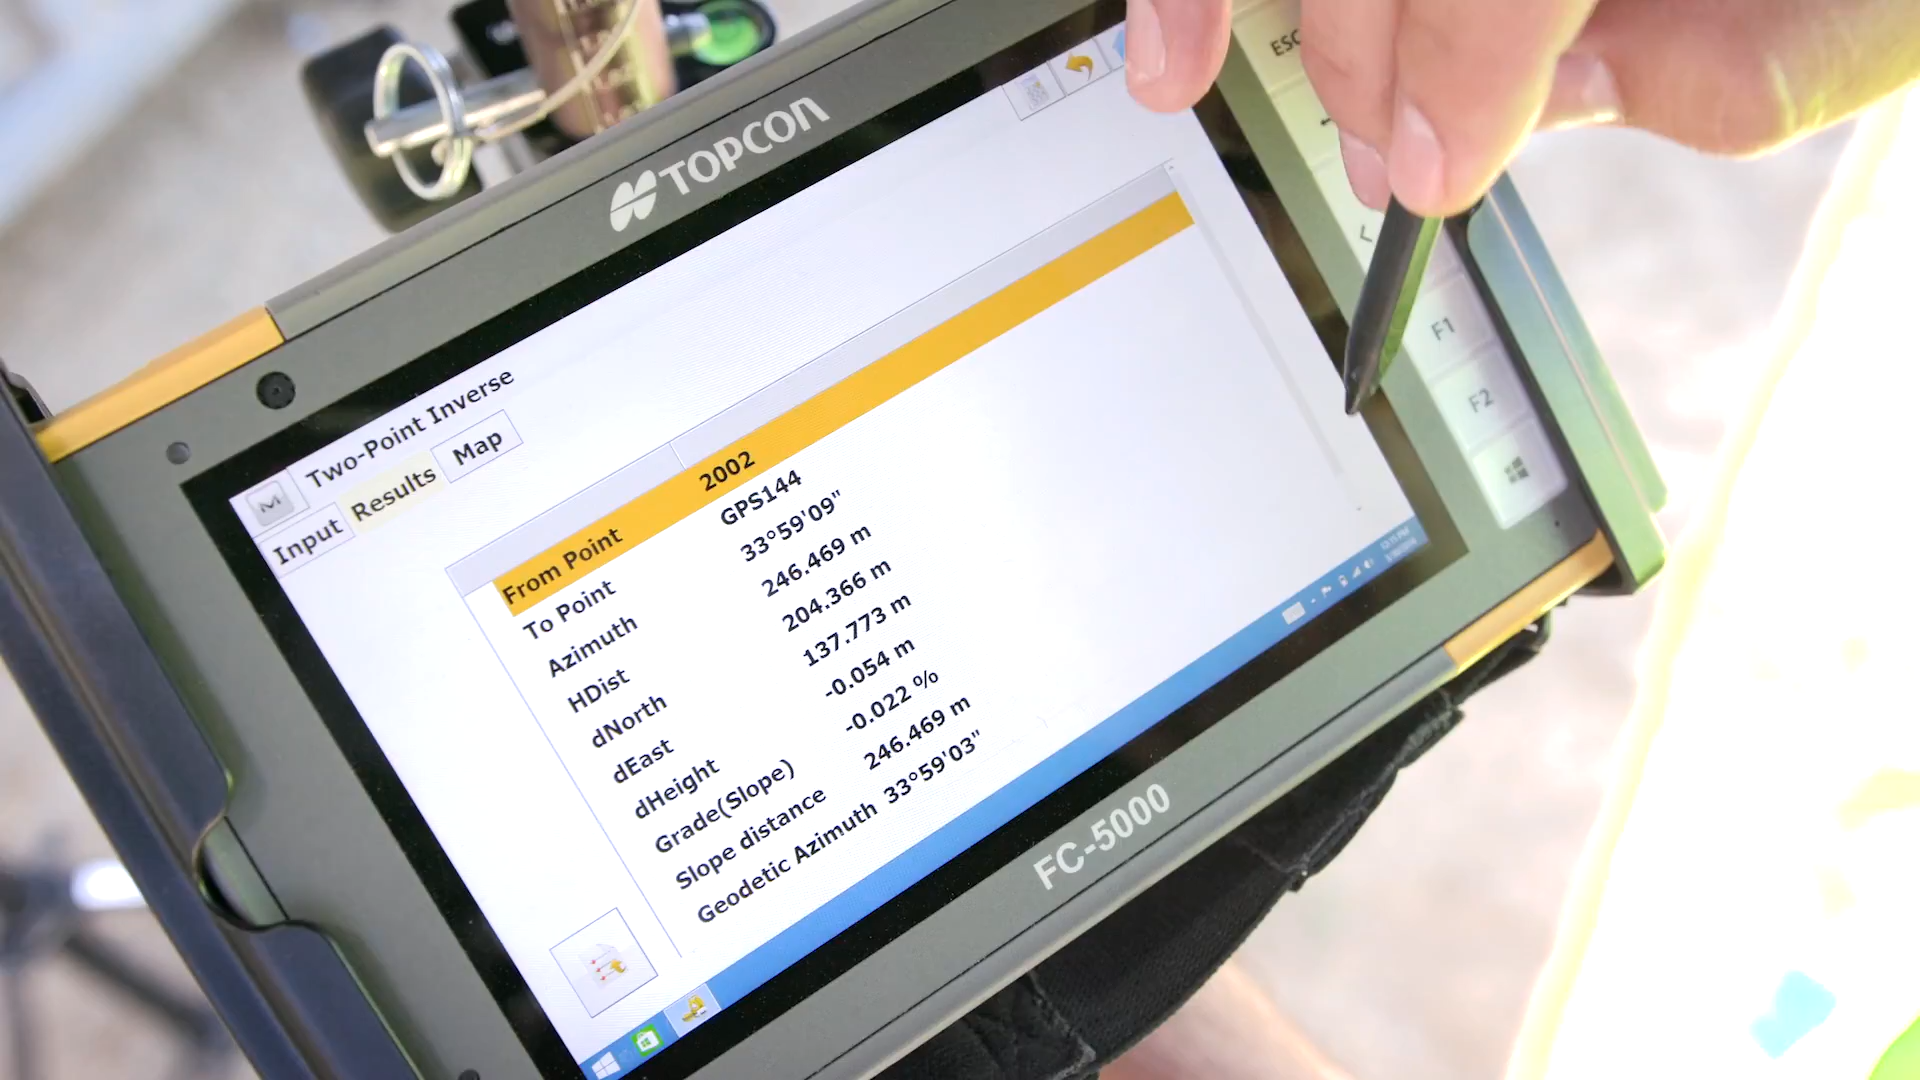 TOPCON
ESC
Two-Point Inverse
Input Results Map
From Point 2002
To Point GPS144
Azimuth 33°59'09"
HDist 246.469 m
dNorth 204.366 m
dEast 137.773 m
dHeight -0.054 m
Grade(Slope) -0.022 %
Slope distance 246.469 m
Geodetic Azimuth 33°59'03"
F1
F2
FC-5000